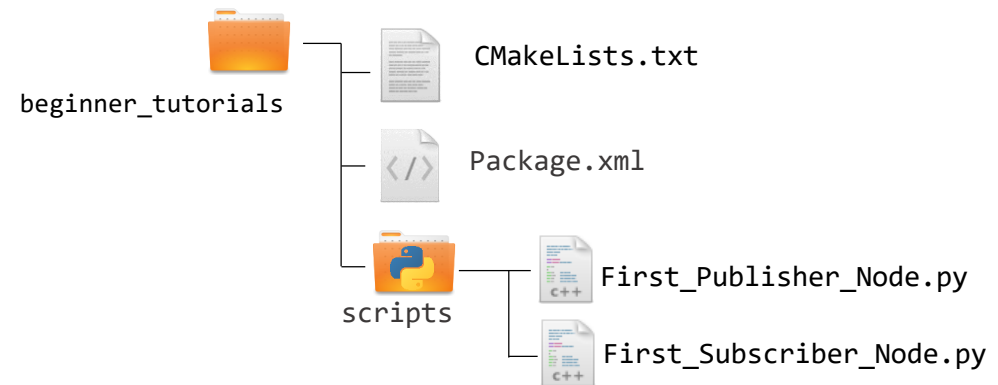 CMakeLists.txt
beginner_tutorials
Package.xml
</>
scripts
C++
First_Publisher_Node.py
C++
First_Subscriber_Node.py